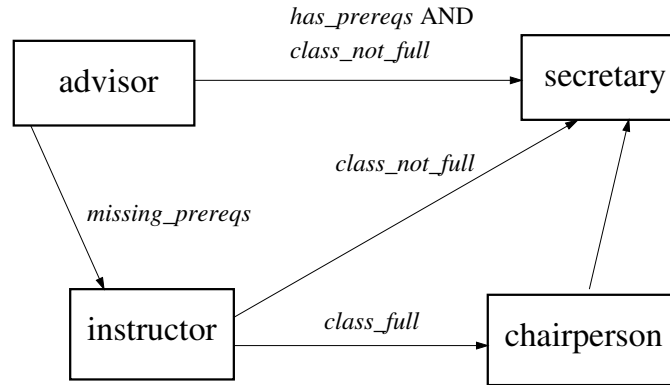 has_prereqs AND
class_not_full
advisor
secretary
class_not_full
missing_prereqs
instructor
class_full
chairperson